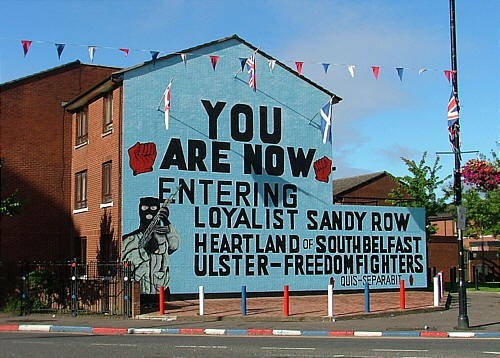 YOU
ARE NOW
ENTERING
LOYALIST SANDY ROW
HEARTLAND OF SOUTH BELFAST
ULSTER-FREEDOM FIGHTERS
QUIS-SEPARABIT